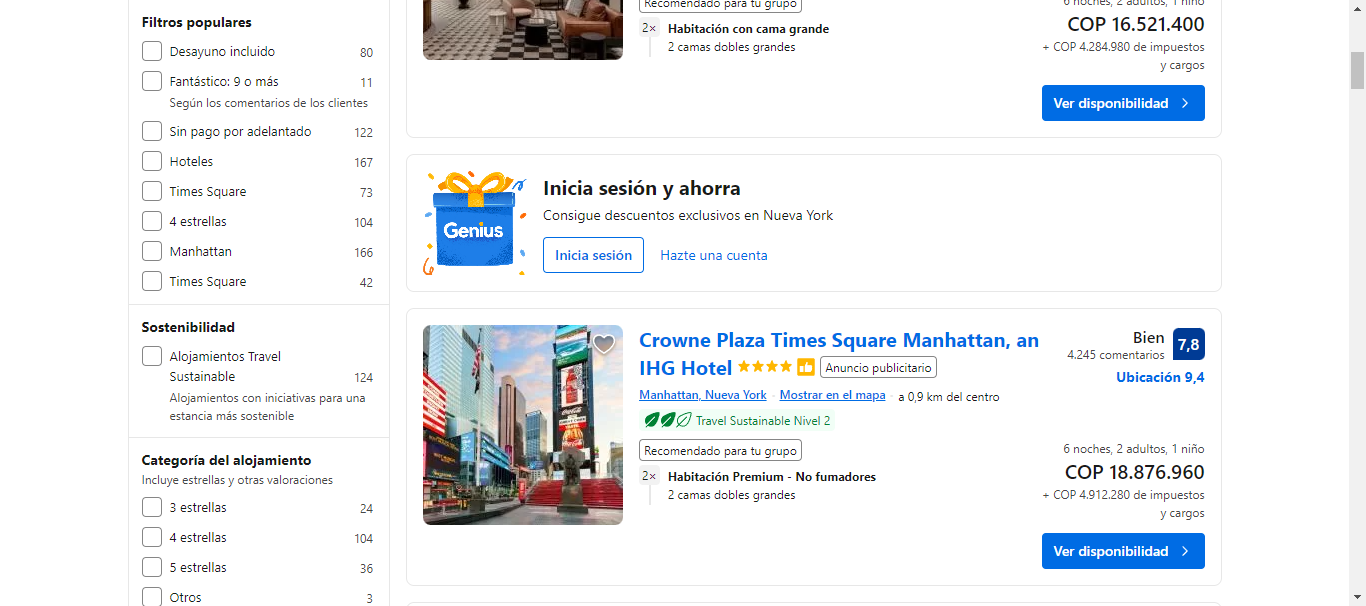 Filtros populares
Desayuno incluido 80
Fantástico: 9 o más 11
Según los comentarios de los clientes
Sin pago por adelantado 122
Hoteles 167
Times Square 73
4 estrellas 104
Manhattan 166
Times Square 42
Sostenibilidad
Alojamientos Travel
Sustainable 124
Alojamientos con iniciativas para una
estancia más sostenible
Categoría del alojamiento
Incluye estrellas y otras valoraciones
3 estrellas 24
4 estrellas 104
5 estrellas 36
Otros 3
Recomendado para tu grupo
2× Habitación con cama grande
2 camas dobles grandes
6 noches, 2 adultos, 1 niño
COP 16.521.400
+ COP 4.284.980 de impuestos
y cargos
Ver disponibilidad
Genius
Inicia sesión y ahorra
Consigue descuentos exclusivos en Nueva York
Inicia sesión Hazte una cuenta
Crowne Plaza Times Square Manhattan, an
IHG Hotel Anuncio publicitario
Manhattan, Nueva York · Mostrar en el mapa · a 0,9 km del centro
Travel Sustainable Nivel 2
Recomendado para tu grupo
2× Habitación Premium - No fumadores
2 camas dobles grandes
Bien 7,8
4.245 comentarios
Ubicación 9,4
6 noches, 2 adultos, 1 niño
COP 18.876.960
+ COP 4.912.280 de impuestos
y cargos
Ver disponibilidad